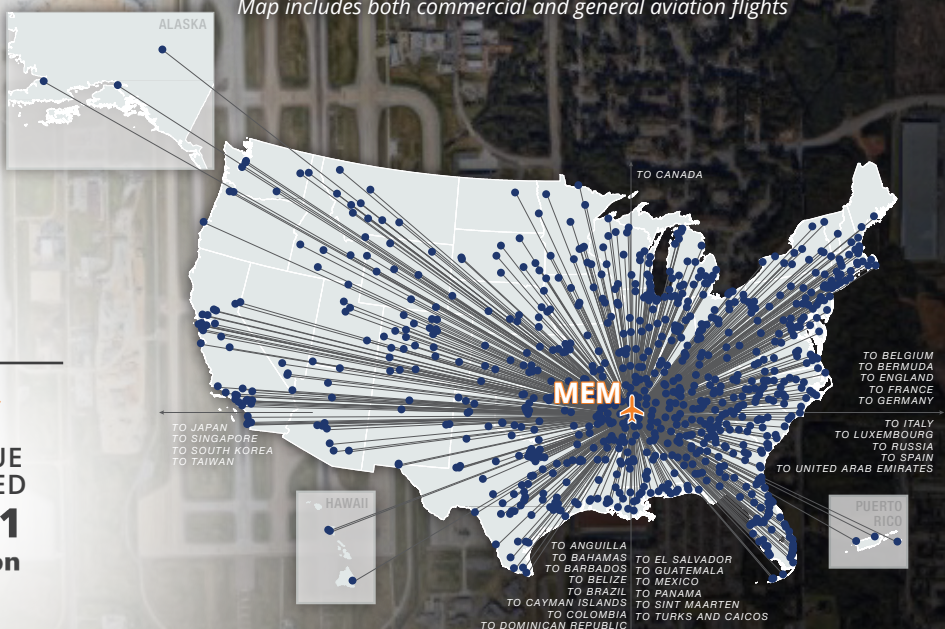 Map includes both commercial and general aviation flights
ALASKA
TO CANADA
MEM
TO BELGIUM
TO BERMUDA
TO ENGLAND
TO FRANCE
TO GERMANY
TO ITALY
TO LUXEMBOURG
TO RUSSIA
TO SPAIN
TO UNITED ARAB EMIRATES
TO JAPAN
TO SINGAPORE
TO SOUTH KOREA
TO TAIWAN
UE
ED
1
on
HAWAII
PUERTO
RICO
TO ANGUILLA
TO BAHAMAS
TO BARBADOS
TO BELIZE
TO BRAZIL
TO CAYMAN ISLANDS
TO COLOMBIA
TO DOMINICAN REPUBLIC
TO EL SALVADOR
TO GUATEMALA
TO MEXICO
TO PANAMA
TO SINT MAARTEN
TO TURKS AND CAICOS